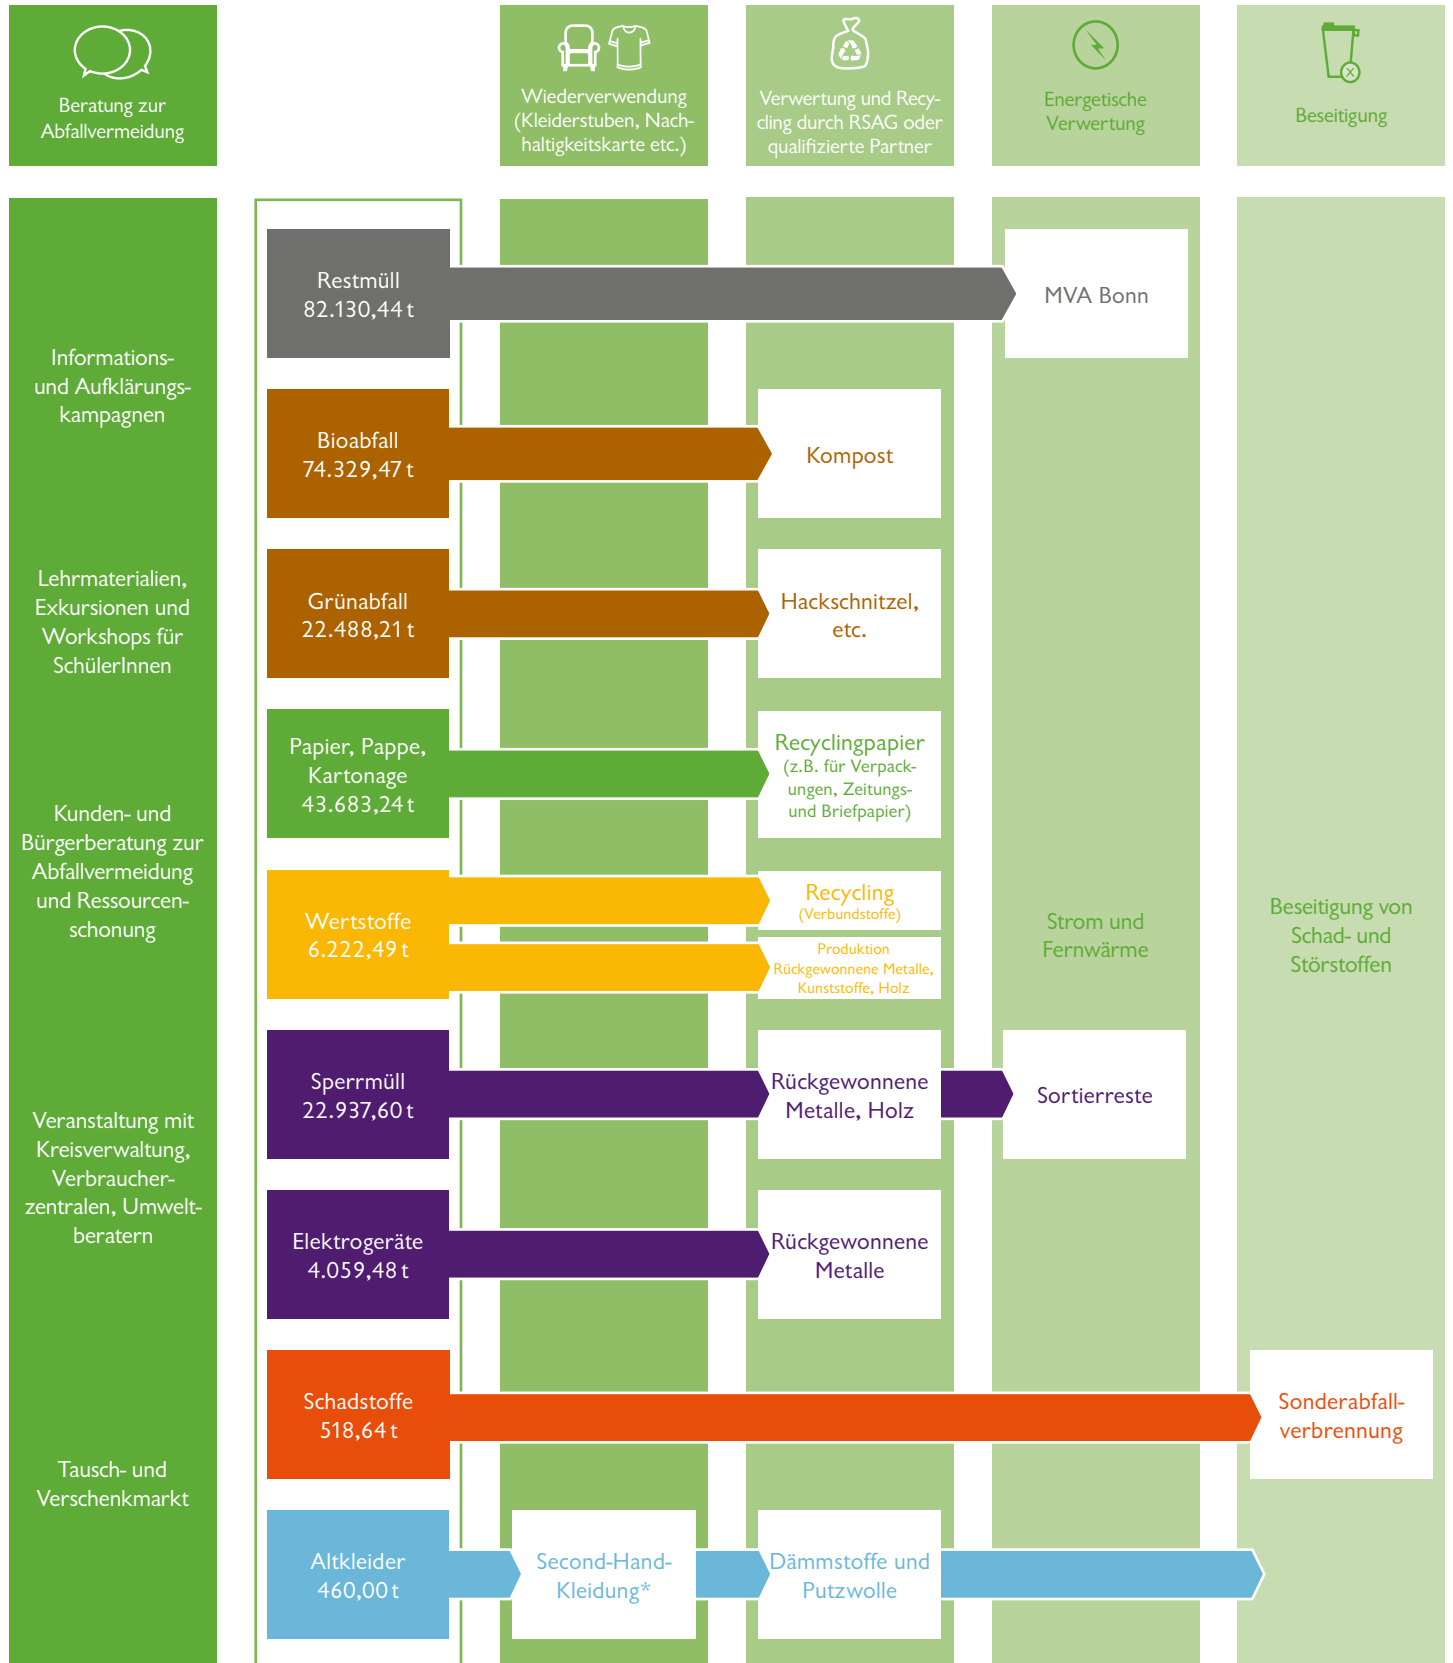 Beratung zur
Abfallvermeidung
Wiederverwendung
(Kleiderstuben, Nach-
haltigkeitskarte etc.)
Verwertung und Recy-
cling durch RSAG oder
qualifizierte Partner
Energetische
Verwertung
X
Beseitigung
Informations-
und Aufklärungs-
kampagnen
Lehrmaterialien,
Exkursionen und
Workshops für
SchülerInnen
Kunden- und
Bürgerberatung zur
Abfallvermeidung
und Ressourcen-
schonung
Veranstaltung mit
Kreisverwaltung,
Verbraucher-
zentralen, Umwelt-
beratern
Tausch- und
Verschenkmarkt
Restmüll
82.130,44 t
MVA Bonn
Bioabfall
74.329,47 t
Kompost
Grünabfall
22.488,21 t
Hackschnitzel,
etc.
Papier, Pappe,
Kartonage
43.683,24 t
Recyclingpapier
(z.B. für Verpack-
ungen, Zeitungs-
und Briefpapier)
Wertstoffe
6.222,49 t
Recycling
(Verbundstoffe)
Produktion
Rückgewonnene Metalle,
Kunststoffe, Holz
Strom und
Fernwärme
Beseitigung von
Schad- und
Störstoffen
Sperrmüll
22.937,60 t
Rückgewonnene
Metalle, Holz
Sortierreste
Elektrogeräte
4.059,48 t
Rückgewonnene
Metalle
Schadstoffe
518,64 t
Sonderabfall-
verbrennung
Altkleider
460,00 t
Second-Hand-
Kleidung*
Dämmstoffe und
Putzwolle